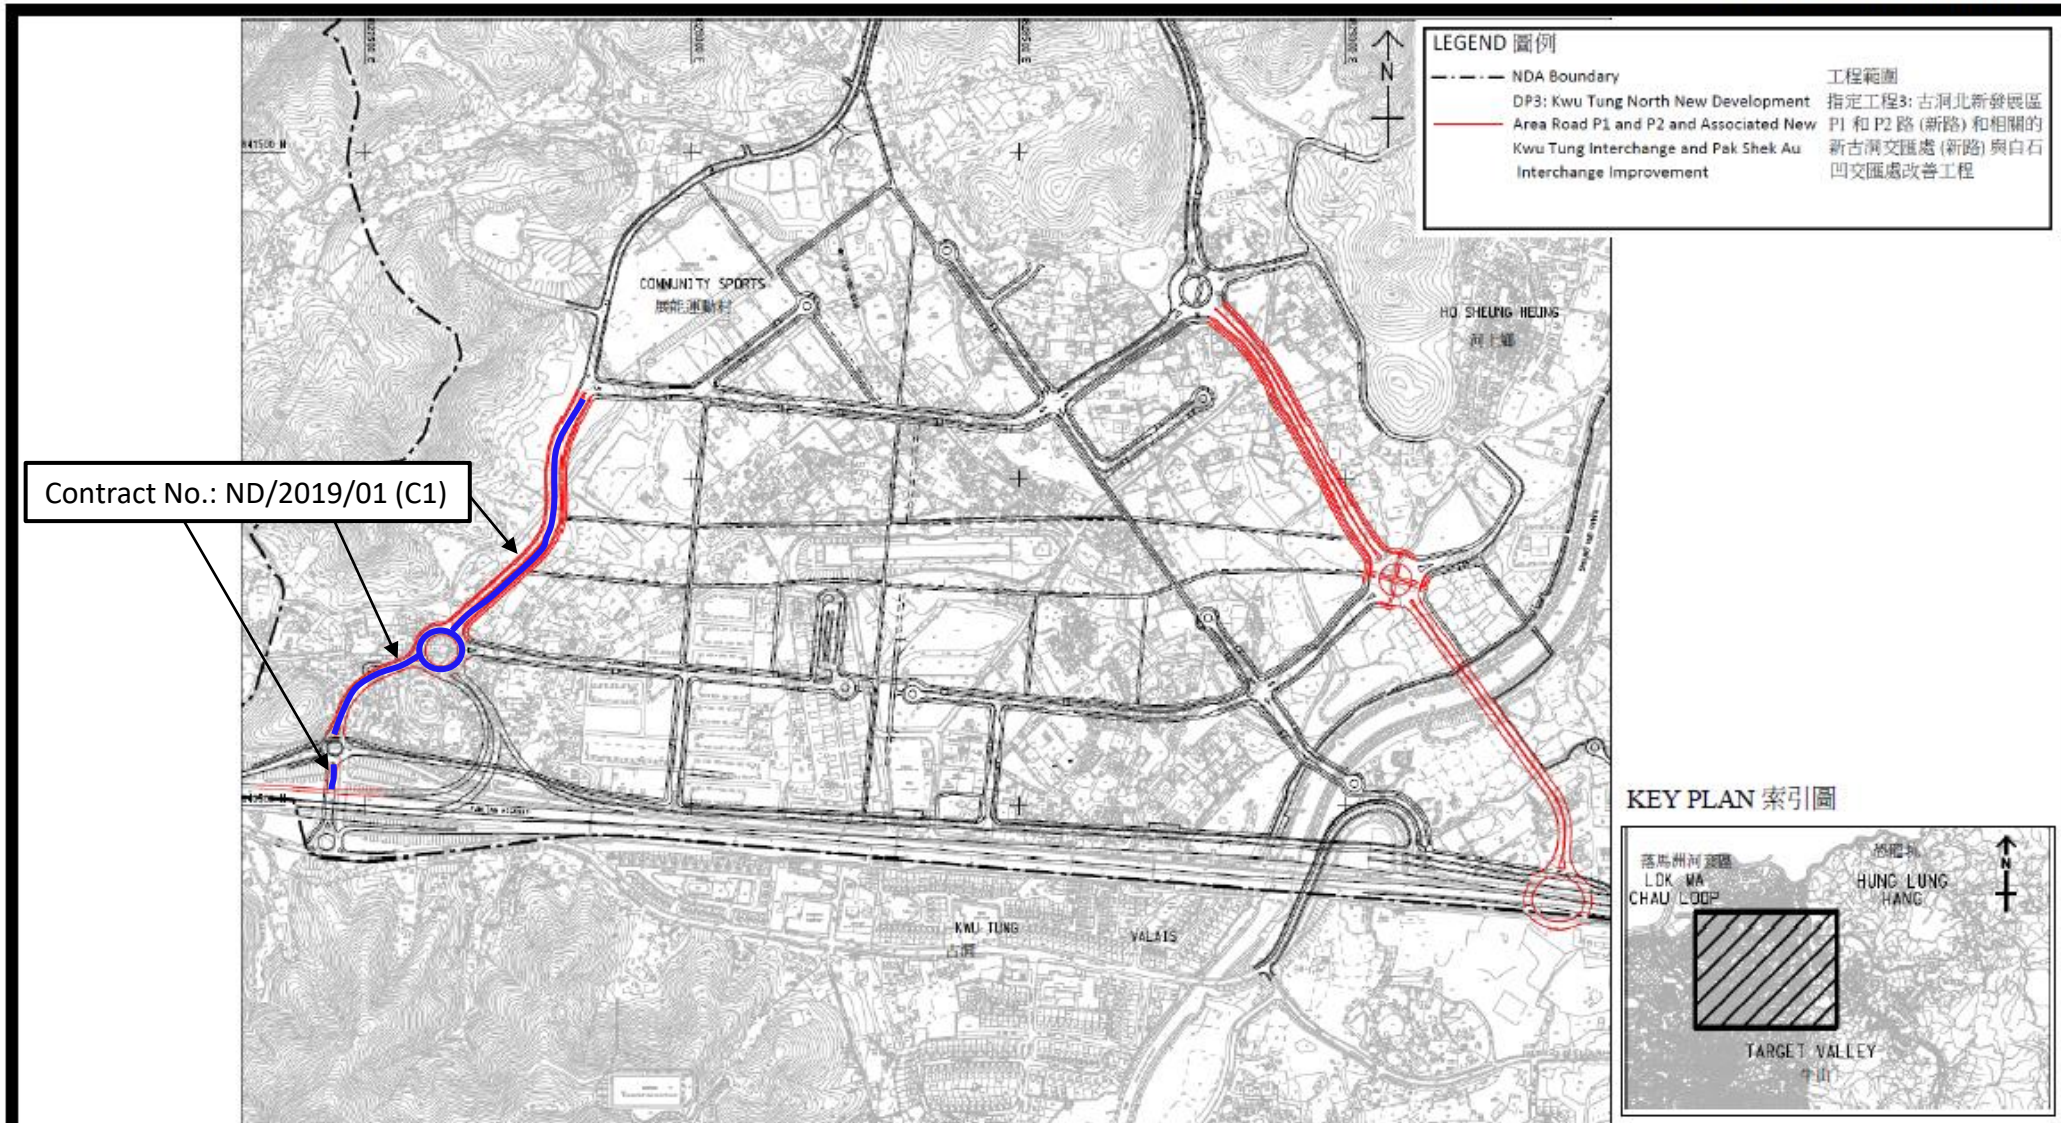 LEGEND 圖例
NDA Boundary 工程範圍
DP3: Kwu Tung North New Development 指定工程3: 古洞北新發展區
Area Road P1 and P2 and Associated New P1 和 P2 路 (新路) 和相關的
Kwu Tung Interchange and Pak Shek Au 新古洞交匯處 (新路) 與白石
Interchange Improvement 凹交匯處改善工程
N
COMMUNITY SPORTS
展能運動村
HO SHEUNG HEUNG
河上鄉
Contract No.: ND/2019/01 (C1)
KWU TUNG
古洞
VALAIS
KEY PLAN 索引圖
落馬洲河套區
LOK MA
CHAU LOOP
HUNG LUNG
HANG
N
TARGET VALLEY